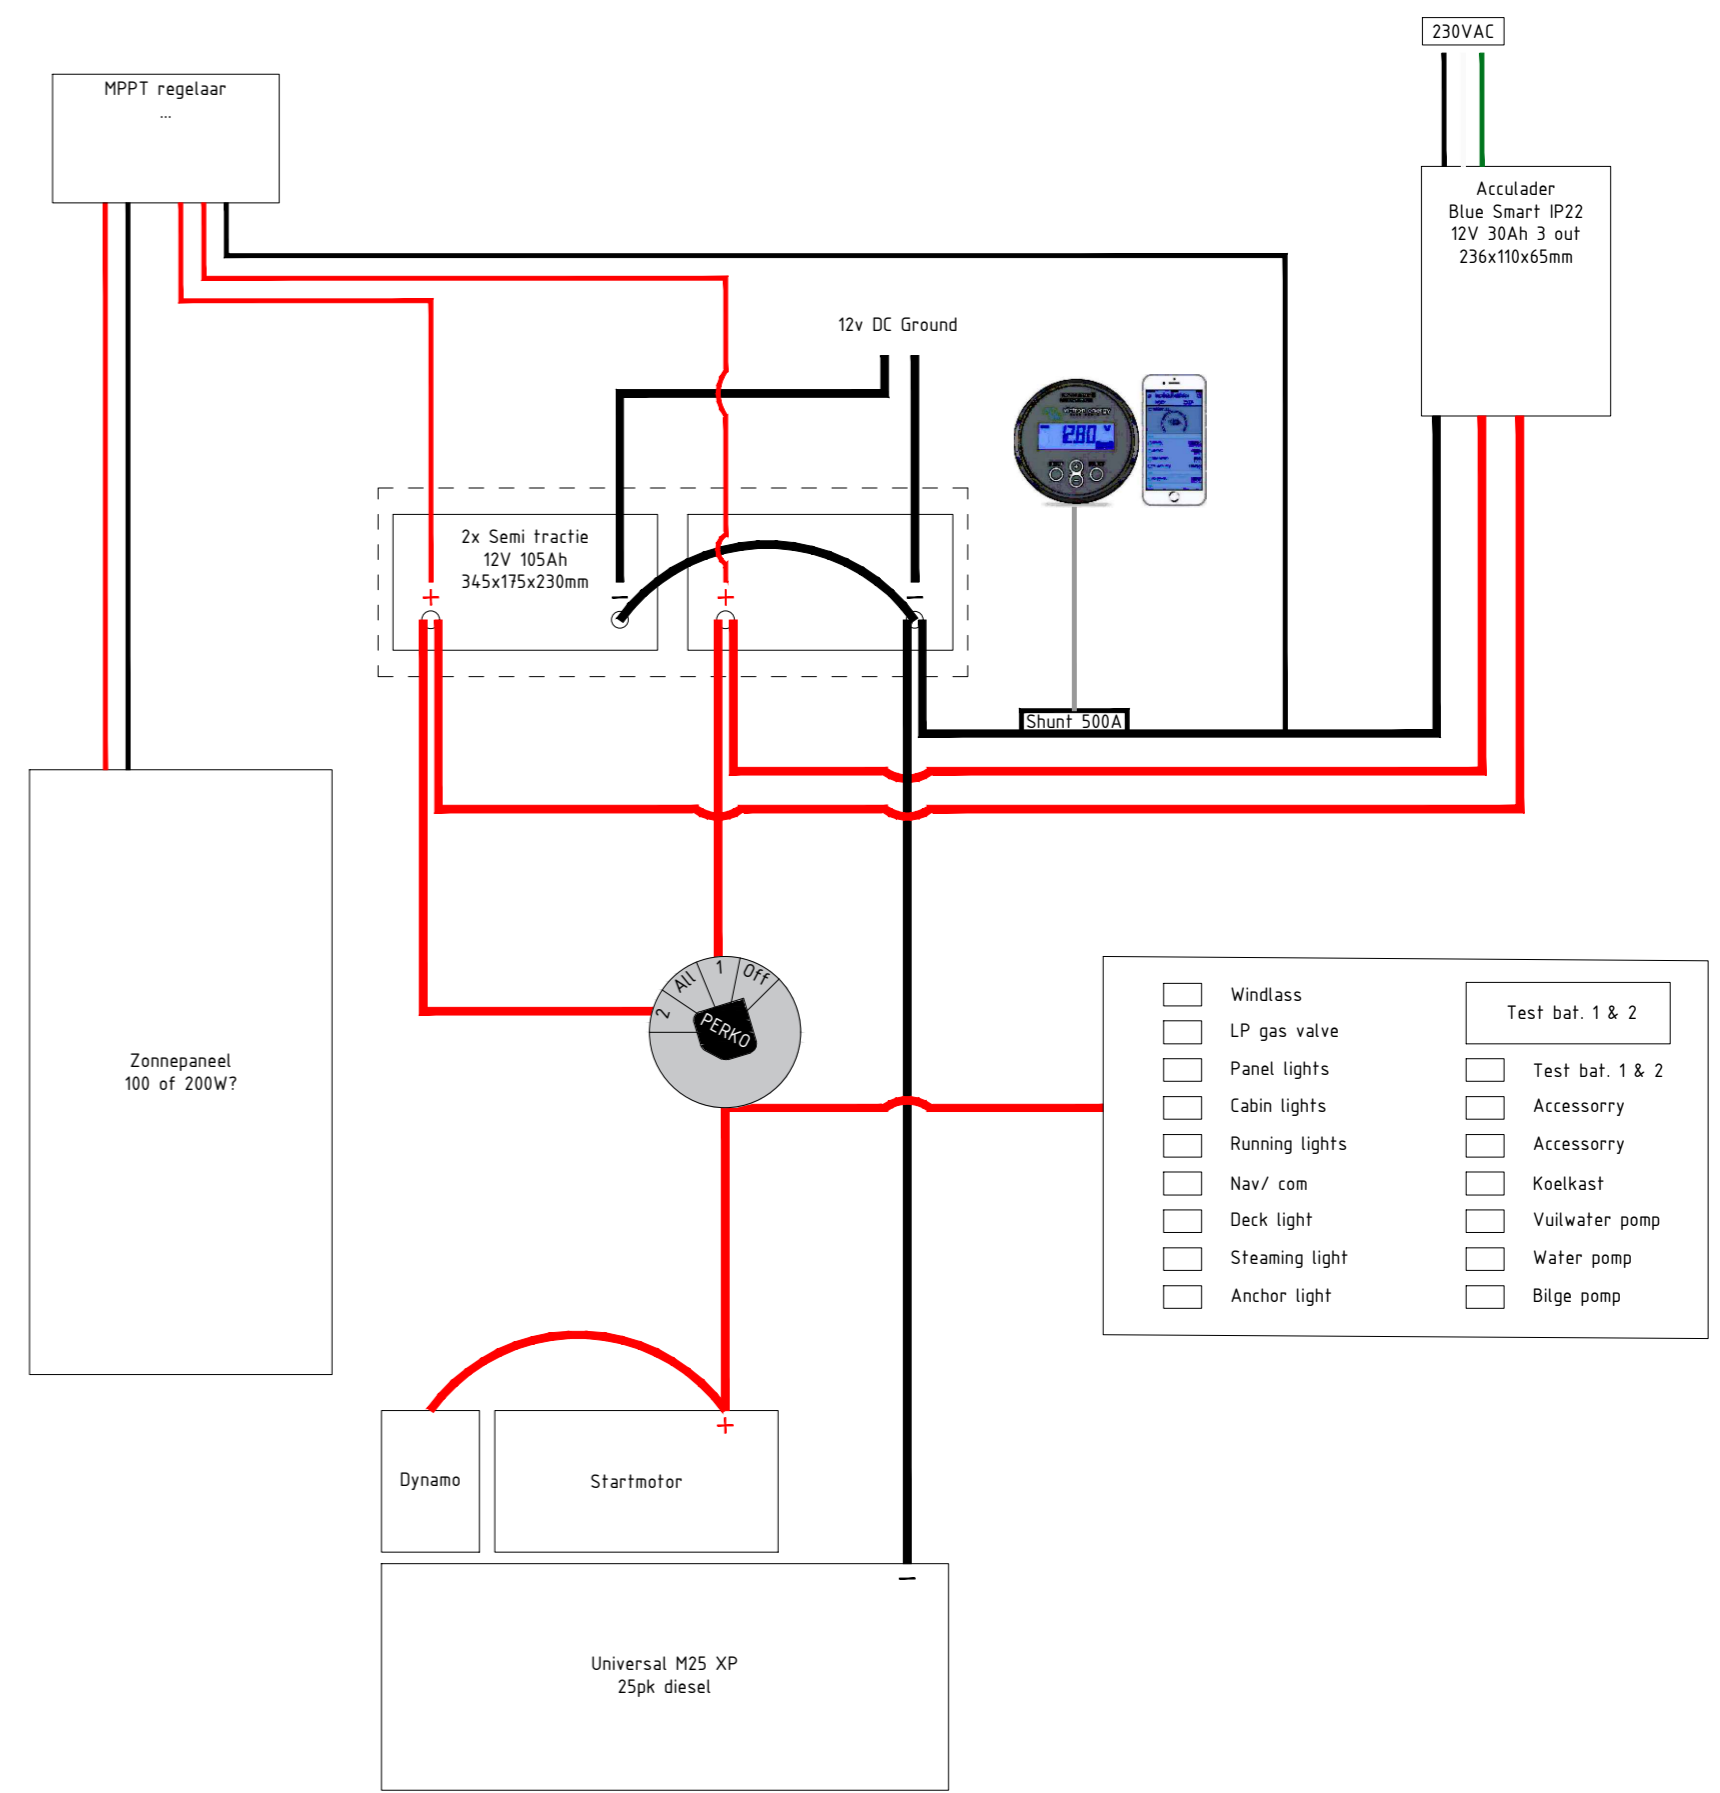 230VAC
MPPT regelaar
...
Acculader
Blue Smart IP22
12V 30Ah 3 out
236x110x65mm
12v DC Ground
12.80 V
2x Semi tractie
12V 105Ah
345x175x230mm
+
–
+
–
Shunt 500A
2
All
1
Off
PERKO
Zonnepaneel
100 of 200W?
Windlass
LP gas valve
Panel lights
Cabin lights
Running lights
Nav/ com
Deck light
Steaming light
Anchor light
Test bat. 1 & 2
Test bat. 1 & 2
Accessorry
Accessorry
Koelkast
Vuilwater pomp
Water pomp
Bilge pomp
+
Dynamo
Startmotor
–
Universal M25 XP
25pk diesel